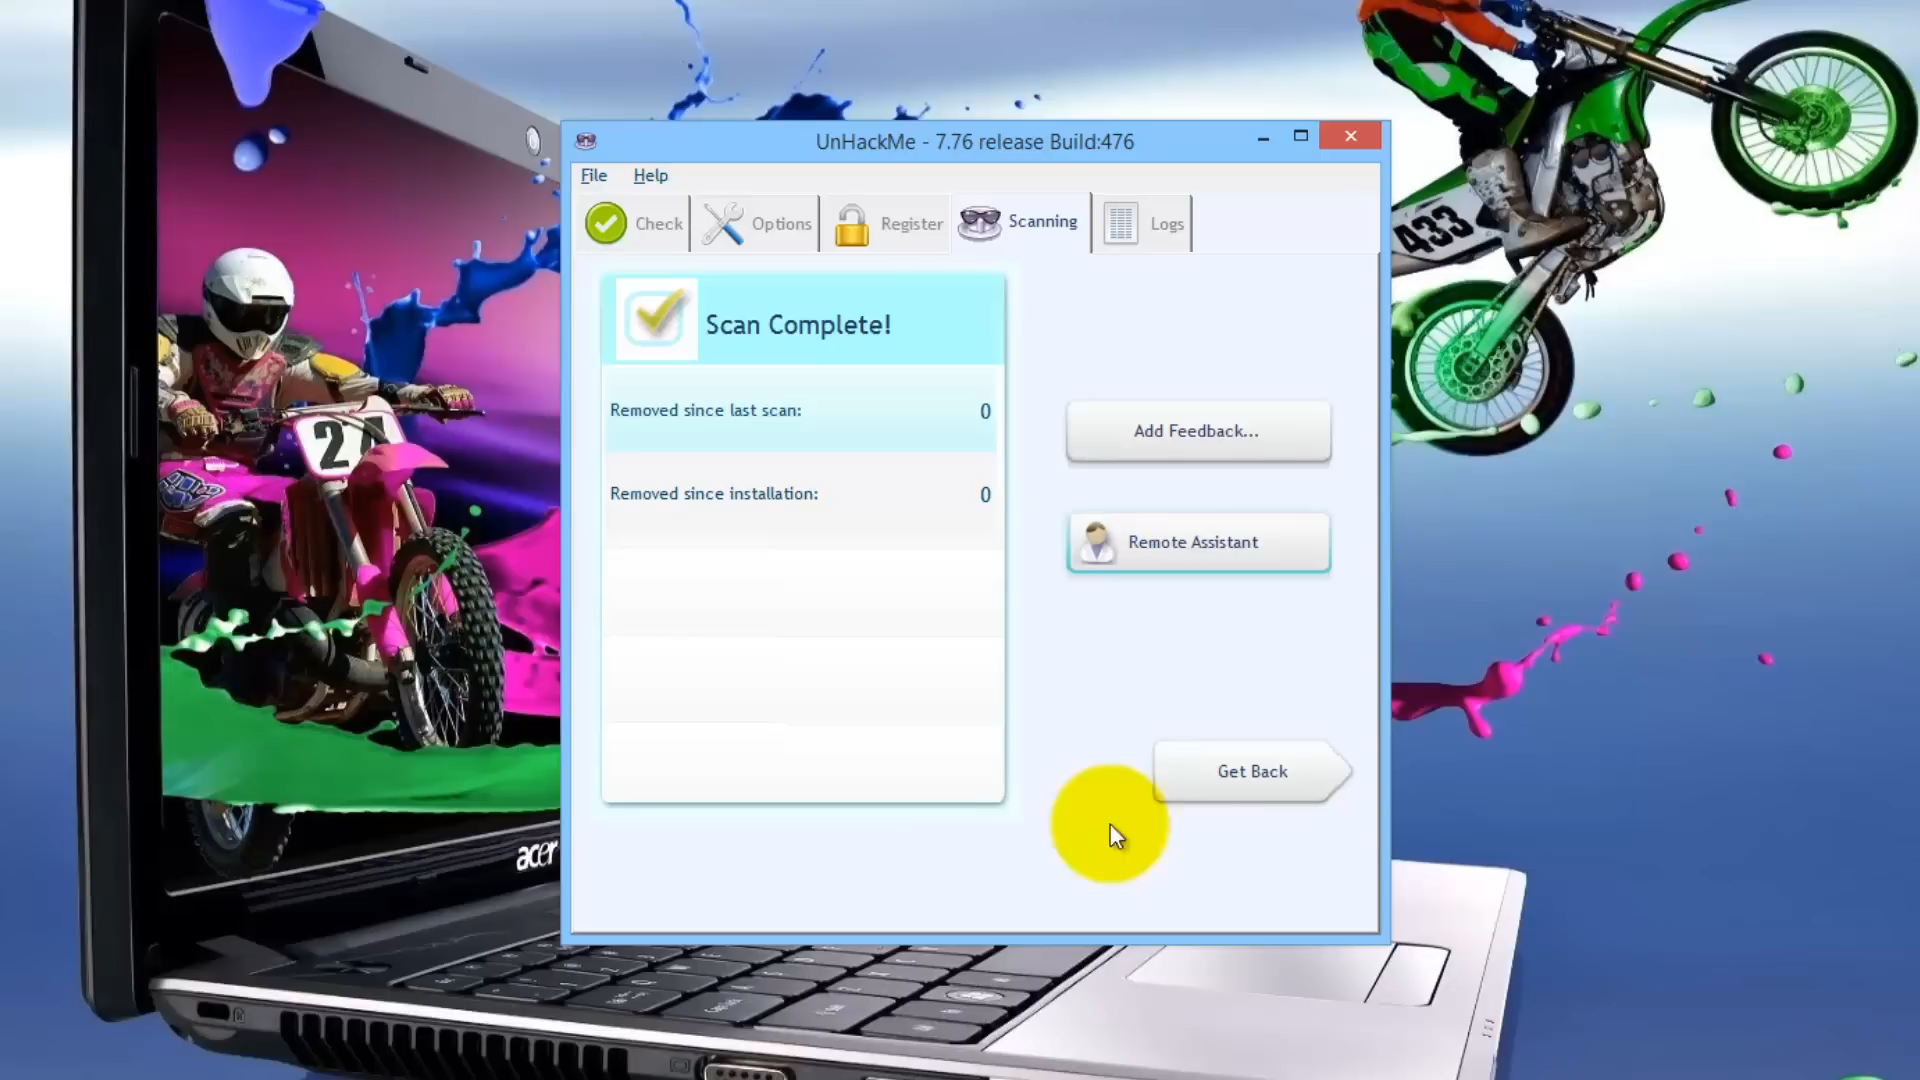 UnHackMe - 7.76 release Build:476
File Help
Check Options Register Scanning Logs
Scan Complete!
Removed since last scan: 0
Removed since installation: 0
Add Feedback...
Remote Assistant
Get Back
433
acer